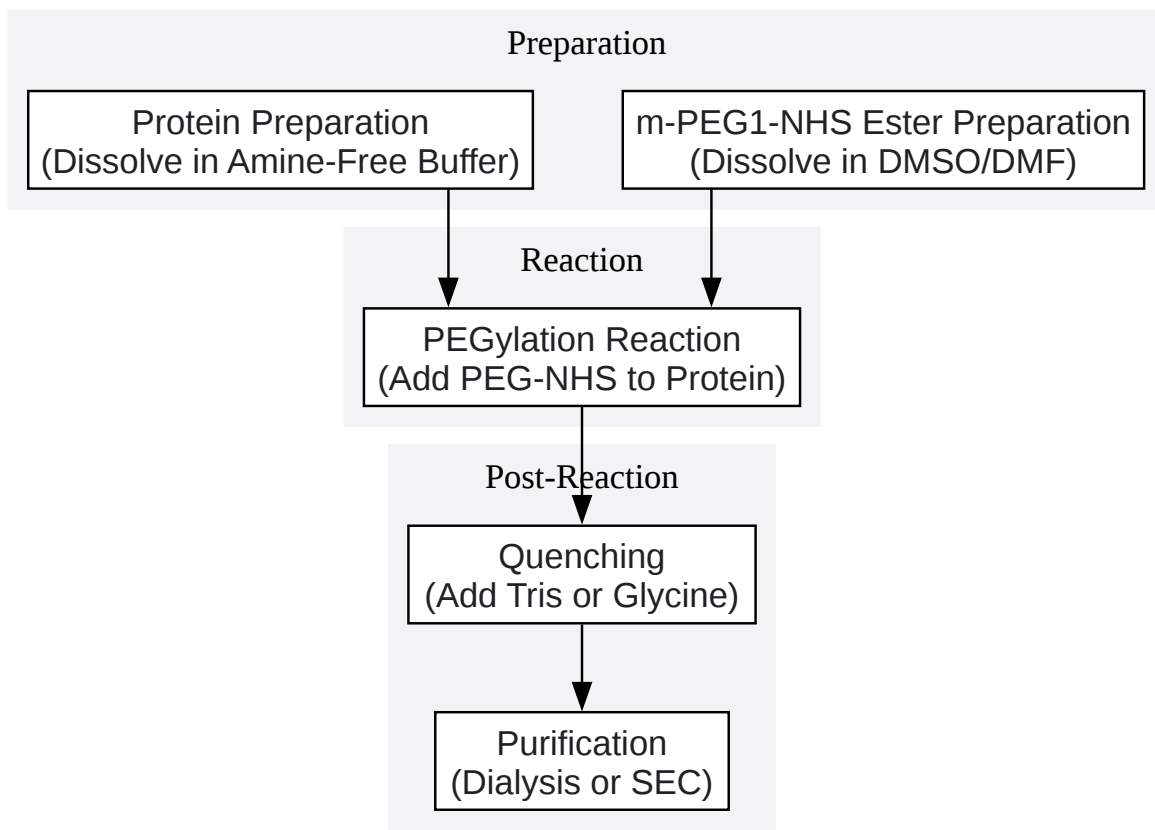 Preparation
Protein Preparation
(Dissolve in Amine-Free Buffer)
m-PEG1-NHS Ester Preparation
(Dissolve in DMSO/DMF)
Reaction
PEGylation Reaction
(Add PEG-NHS to Protein)
Post-Reaction
Quenching
(Add Tris or Glycine)
Purification
(Dialysis or SEC)